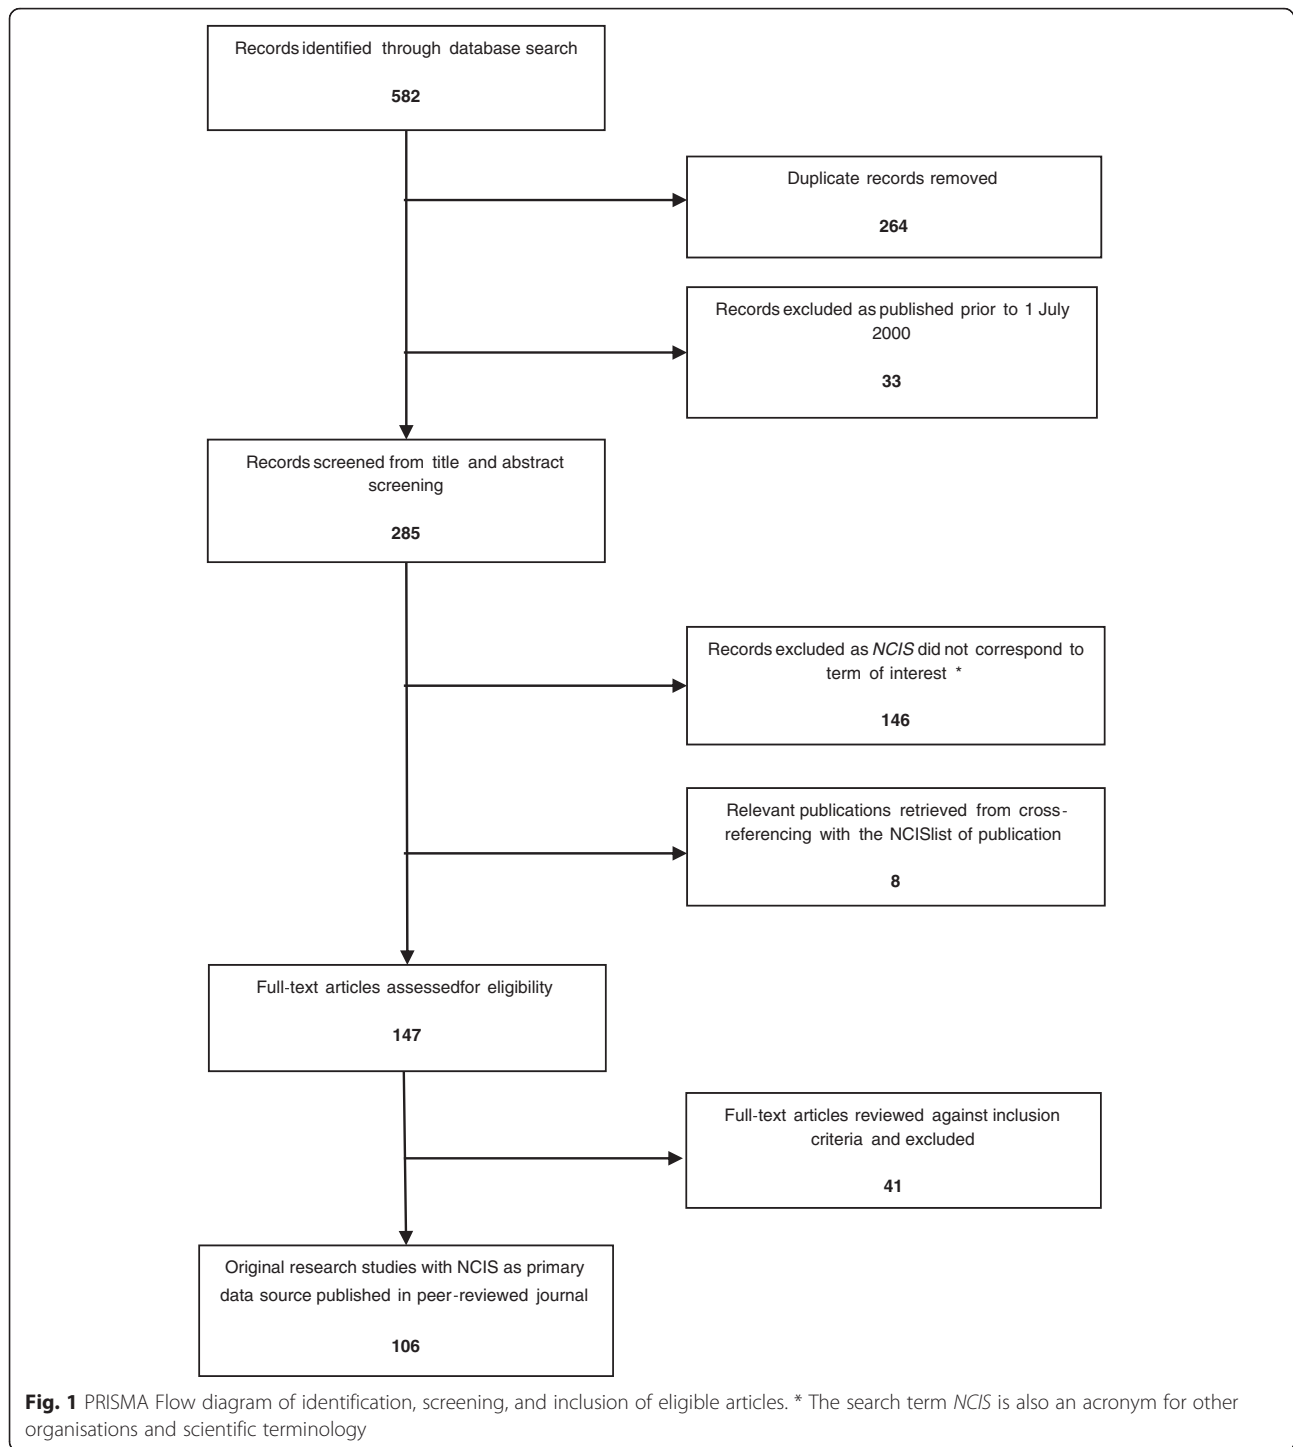 Records identified through database search
582
Duplicate records removed
264
Records excluded as published prior to 1 July
2000
33
Records screened from title and abstract
screening
285
Records excluded as NCIS did not correspond to
term of interest *
146
Relevant publications retrieved from cross-
referencing with the NCISlist of publication
8
Full-text articles assessedfor eligibility
147
Full-text articles reviewed against inclusion
criteria and excluded
41
Original research studies with NCIS as primary
data source published in peer-reviewed journal
106
Fig. 1 PRISMA Flow diagram of identification, screening, and inclusion of eligible articles. * The search term NCIS is also an acronym for other
organisations and scientific terminology